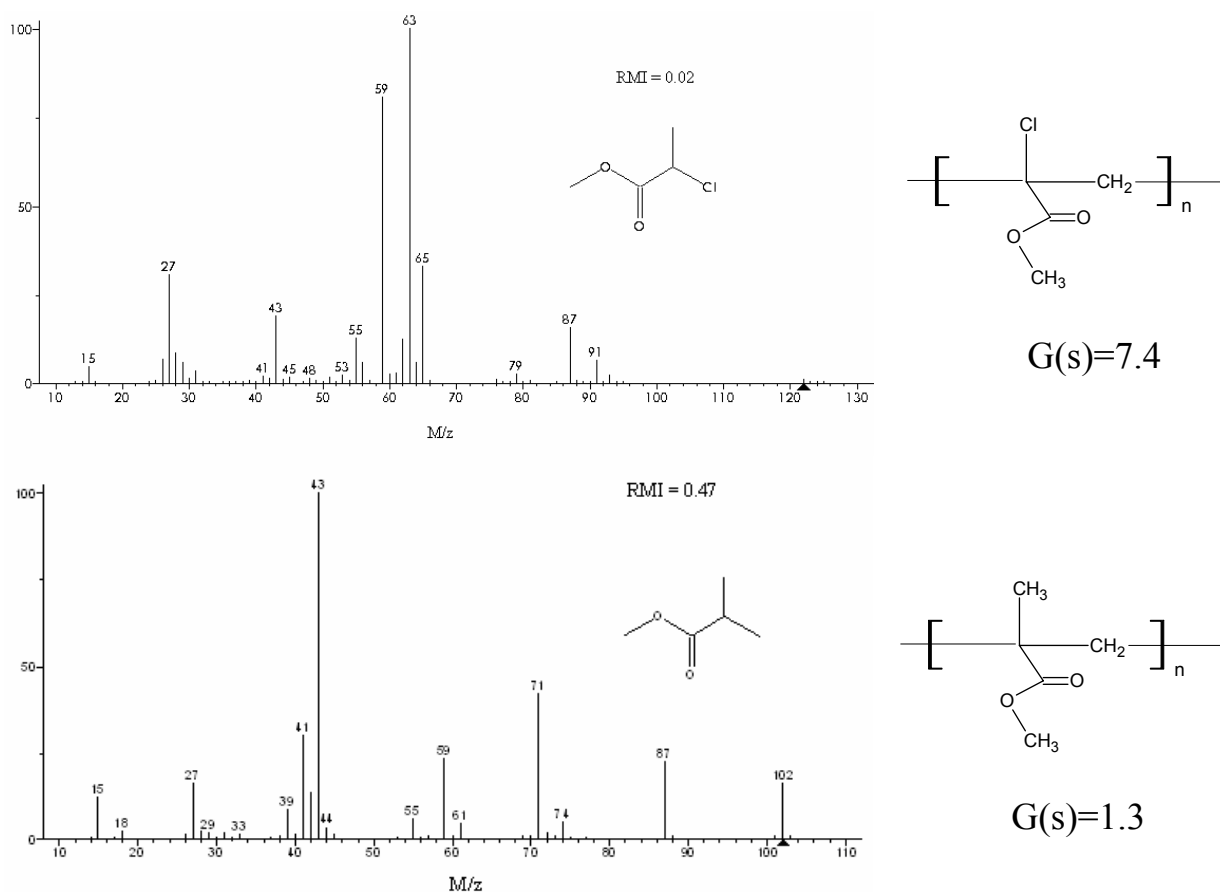 100
63
59
RMI = 0.02
O
Cl
O
50
65
27
43
87
55
91
15
41
45
48
53
79
0
10 20 30 40 50 60 70 80 90 100 110 120 130
M/z
Cl
CH2
n
O
O
CH3
G(s)=7.4
100
43
RMI = 0.47
O
O
50
71
41
59
87
27
102
15
39
55
74
61
18
29
33
44
0
10 20 30 40 50 60 70 80 90 100 110
M/z
CH3
CH2
n
O
O
CH3
G(s)=1.3